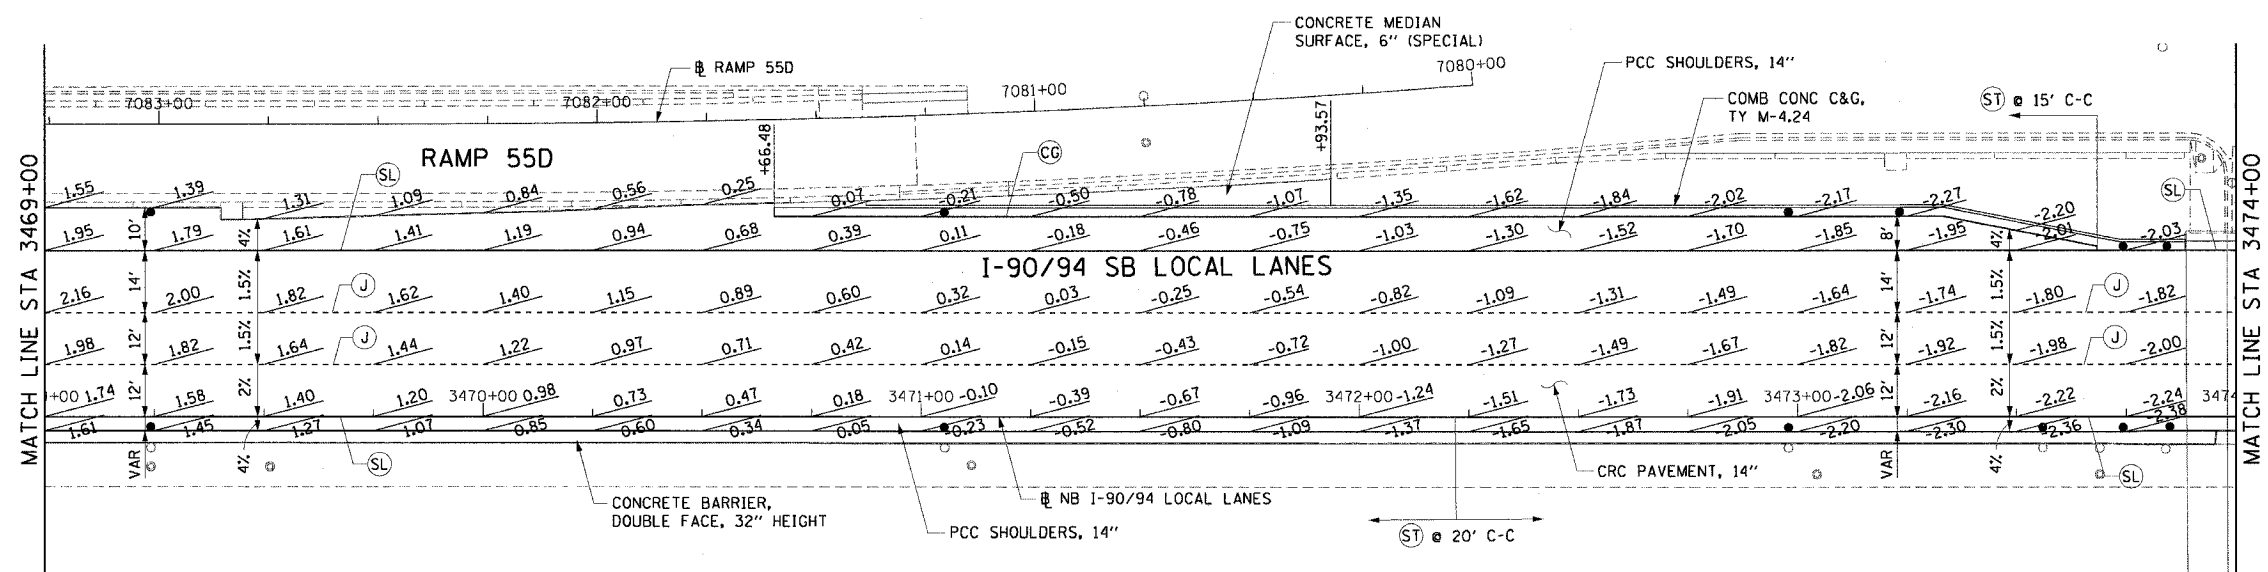 CONCRETE MEDIAN
SURFACE, 6" (SPECIAL)
℄ RAMP 55D
7080+00
PCC SHOULDERS, 14"
7083+00
7082+00
7081+00
COMB CONC C&G,
TY M-4.24
ST @ 15' C-C
+66.48
+93.57
RAMP 55D
CG
SL
SL
MATCH LINE STA 3469+00
MATCH LINE STA 3474+00
1.55 1.39 1.31 1.09 0.84 0.56 0.25 0.07 -0.21 -0.50 -0.78 -1.07 -1.35 -1.62 -1.84 -2.02 -2.17 -2.27 -2.20
1.95 10' 1.79 4% 1.61 1.41 1.19 0.94 0.68 0.39 0.11 -0.18 -0.46 -0.75 -1.03 -1.30 -1.52 -1.70 -1.85 8' -1.95 4% -2.01 -2.03
I-90/94 SB LOCAL LANES
2.16 14' 2.00 1.5% 1.82 J 1.62 1.40 1.15 0.89 0.60 0.32 0.03 -0.25 -0.54 -0.82 -1.09 -1.31 -1.49 -1.64 14' -1.74 1.5% -1.80 J -1.82
1.98 12' 1.82 1.5% 1.64 J 1.44 1.22 0.97 0.71 0.42 0.14 -0.15 -0.43 -0.72 -1.00 -1.27 -1.49 -1.67 -1.82 12' -1.92 1.5% -1.98 J -2.00
+00 1.74 12' 1.58 2% 1.40 1.20 3470+00 0.98 0.73 0.47 0.18 3471+00 -0.10 -0.39 -0.67 -0.96 3472+00 -1.24 -1.51 -1.73 -1.91 3473+00 -2.06 12' -2.16 2% -2.22 -2.24 3474
1.61 1.45 1.27 1.07 0.85 0.60 0.34 0.05 -0.23 -0.52 -0.80 -1.09 -1.37 -1.65 -1.87 -2.05 -2.20 -2.30 -2.36 -2.38
VAR 4% SL
VAR 4% SL
CRC PAVEMENT, 14"
CONCRETE BARRIER,
DOUBLE FACE, 32" HEIGHT
℄ NB I-90/94 LOCAL LANES
PCC SHOULDERS, 14"
ST @ 20' C-C